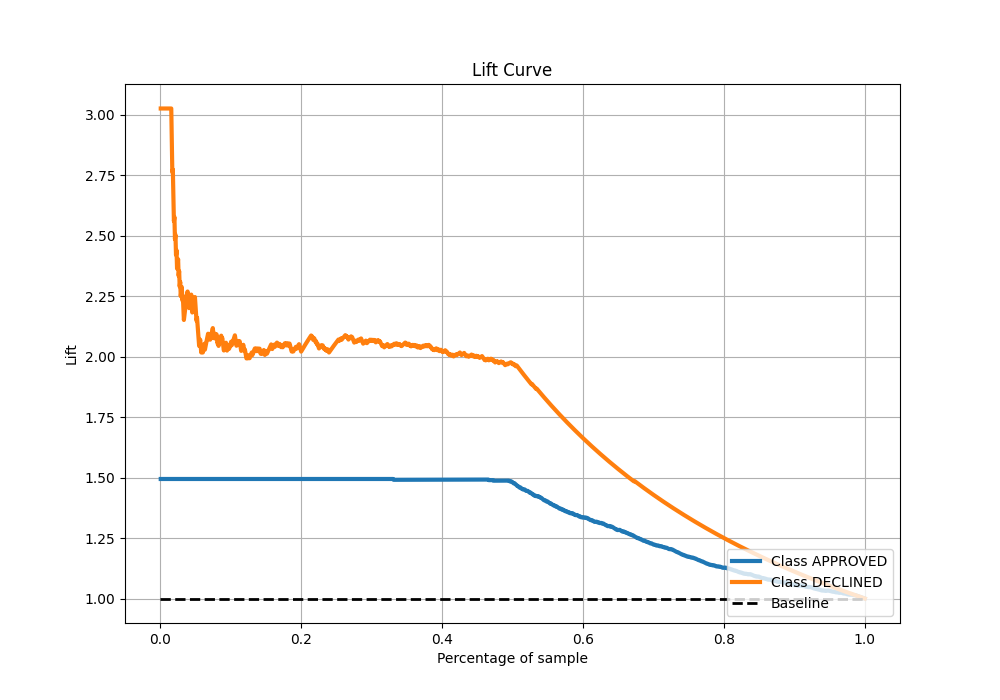 Lift Curve
3.00
2.75
2.50
2.25
2.00
1.75
1.50
1.25
1.00
Lift
Class APPROVED
Class DECLINED
Baseline
0.0 0.2 0.4 0.6 0.8 1.0
Percentage of sample